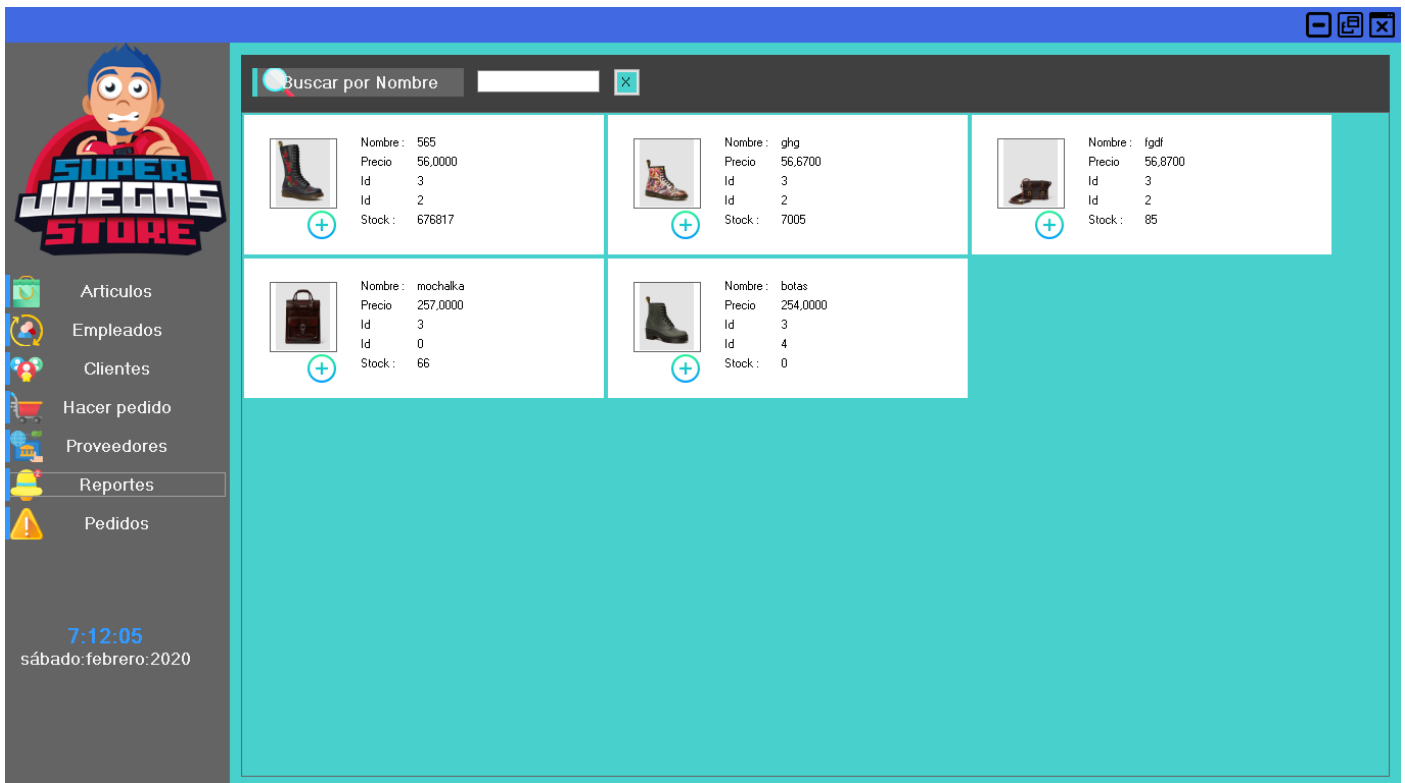 Buscar por Nombre
X
SUPER
JUEGOS
STORE
Articulos
Empleados
Clientes
Hacer pedido
Proveedores
Reportes
Pedidos
7:12:05
sábado:febrero:2020
Nombre : 565
Precio 56,0000
Id 3
Id 2
Stock : 676817
Nombre : ghg
Precio 56,6700
Id 3
Id 2
Stock : 7005
Nombre : fgdf
Precio 56,8700
Id 3
Id 2
Stock : 85
Nombre : mochalka
Precio 257,0000
Id 3
Id 0
Stock : 66
Nombre : botas
Precio 254,0000
Id 3
Id 4
Stock : 0